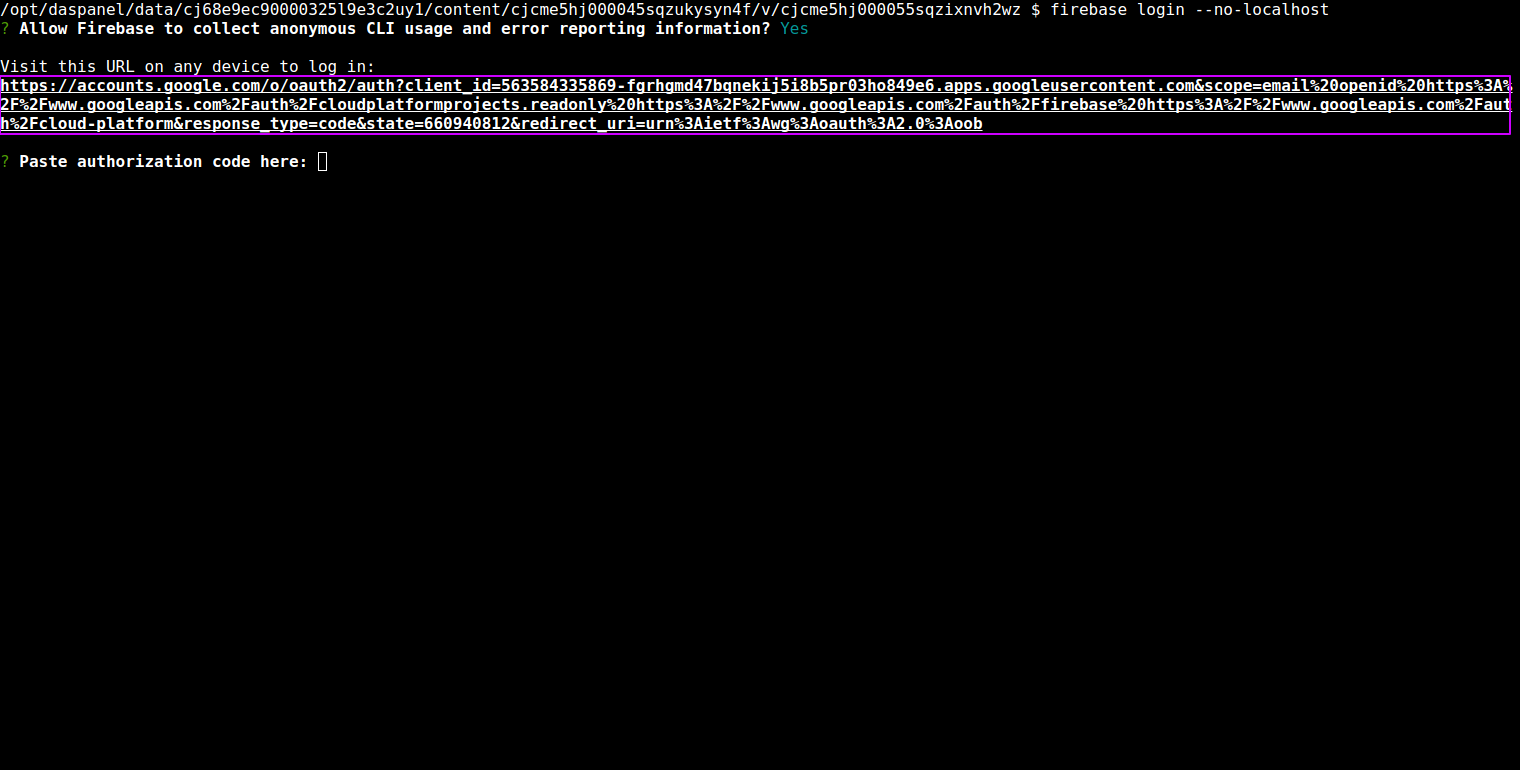 /opt/daspanel/data/cj68e9ec90000325l9e3c2uy1/content/cjcme5hj000045sqzukysyn4f/v/cjcme5hj000055sqzixnvh2wz $ firebase login --no-localhost
? Allow Firebase to collect anonymous CLI usage and error reporting information? Yes
Visit this URL on any device to log in:
https://accounts.google.com/o/oauth2/auth?client_id=563584335869-fgrhgmd47bqnekij5i8b5pr03ho849e6.apps.googleusercontent.com&scope=email%20openid%20https%3A%
2F%2Fwww.googleapis.com%2Fauth%2Fcloudplatformprojects.readonly%20https%3A%2F%2Fwww.googleapis.com%2Fauth%2Ffirebase%20https%3A%2F%2Fwww.googleapis.com%2Faut
h%2Fcloud-platform&response_type=code&state=660940812&redirect_uri=urn%3Aietf%3Awg%3Aoauth%3A2.0%3Aoob
? Paste authorization code here: